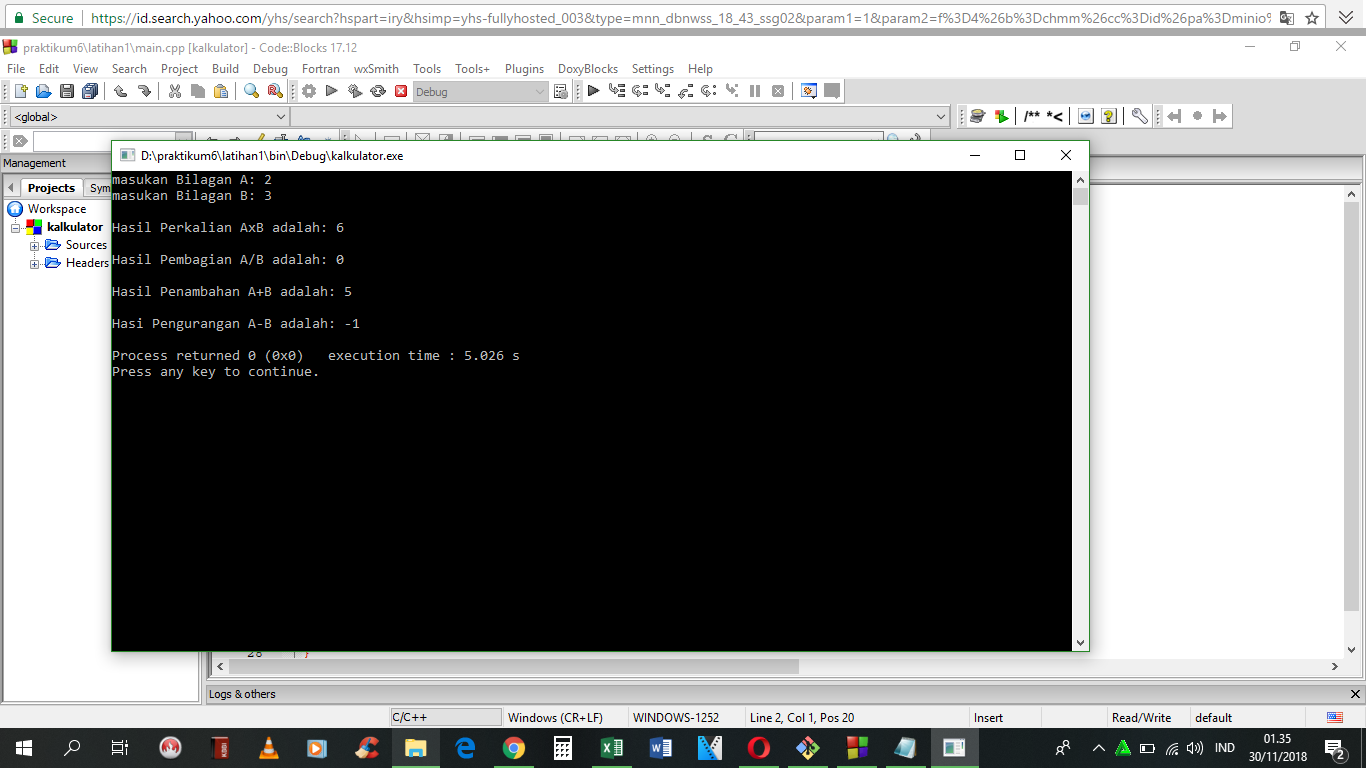 Secure https://id.search.yahoo.com/yhs/search?hspart=iry&hsimp=yhs-fullyhosted_003&type=mnn_dbnwss_18_43_ssg02&param1=1&param2=f%3D4%26b%3Dchmm%26cc%3Did%26pa%3Dminio%
praktikum6\latihan1\main.cpp [kalkulator] - Code::Blocks 17.12
File Edit View Search Project Build Debug Fortran wxSmith Tools Tools+ Plugins DoxyBlocks Settings Help
Debug
<global>
/** *<
D:\praktikum6\latihan1\bin\Debug\kalkulator.exe
Management
Projects Sym
Workspace
kalkulator
Sources
Headers
masukan Bilagan A: 2
masukan Bilagan B: 3
Hasil Perkalian AxB adalah: 6
Hasil Pembagian A/B adalah: 0
Hasil Penambahan A+B adalah: 5
Hasi Pengurangan A-B adalah: -1
Process returned 0 (0x0) execution time : 5.026 s
Press any key to continue.
28 }
Logs & others
C/C++ Windows (CR+LF) WINDOWS-1252 Line 2, Col 1, Pos 20 Insert Read/Write default
IND
01.35
30/11/2018
2